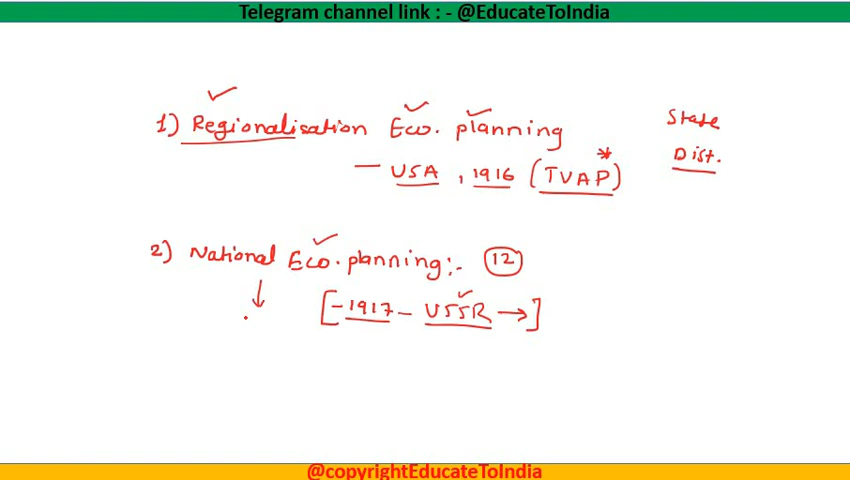 Telegram channel link : - @EducateToIndia
1) Regionalisation Eco. planning
State
Dist.
— USA , 1916 (TVAP)*
2) National Eco. planning:- 12
[-1917 - USSR →]
@copyrightEducateToIndia